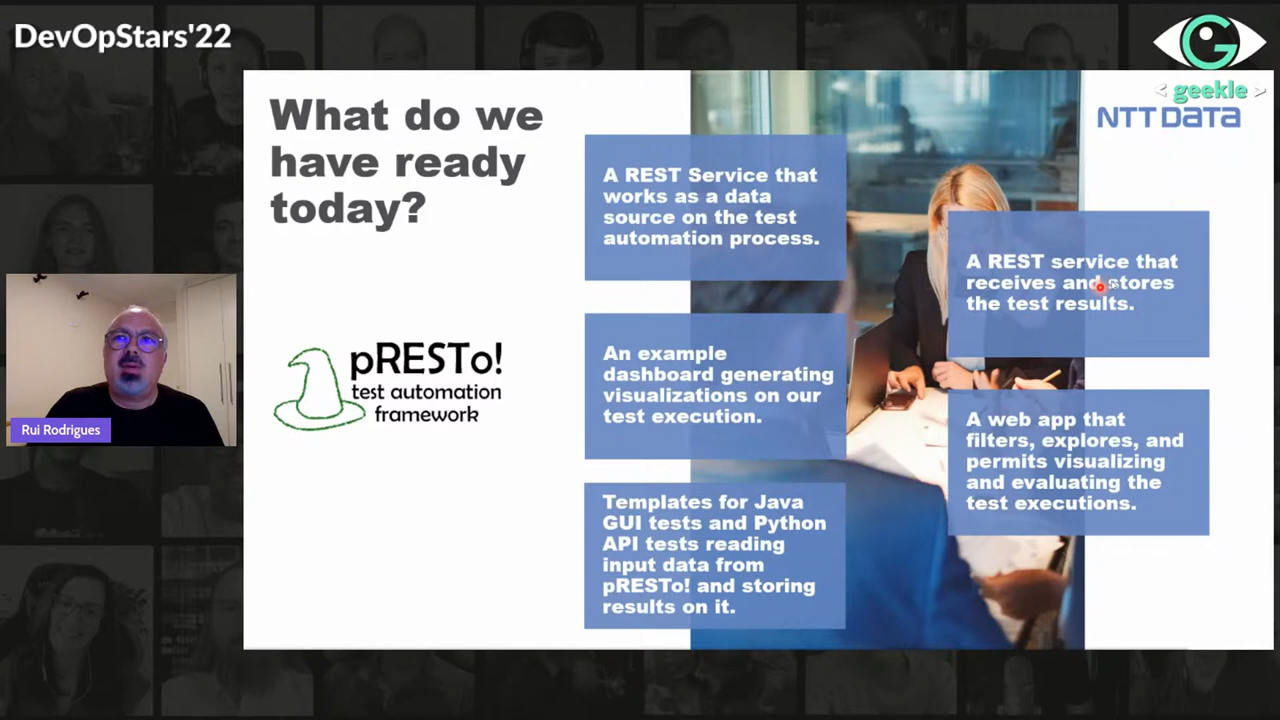 DevOpStars'22
G
< geekle >
NTT DATA
What do we
have ready
today?
A REST Service that
works as a data
source on the test
automation process.
A REST service that
receives and stores
the test results.
pRESTo!
test automation
framework
An example
dashboard generating
visualizations on our
test execution.
A web app that
filters, explores, and
permits visualizing
and evaluating the
test executions.
Templates for Java
GUI tests and Python
API tests reading
input data from
pRESTo! and storing
results on it.
Rui Rodrigues